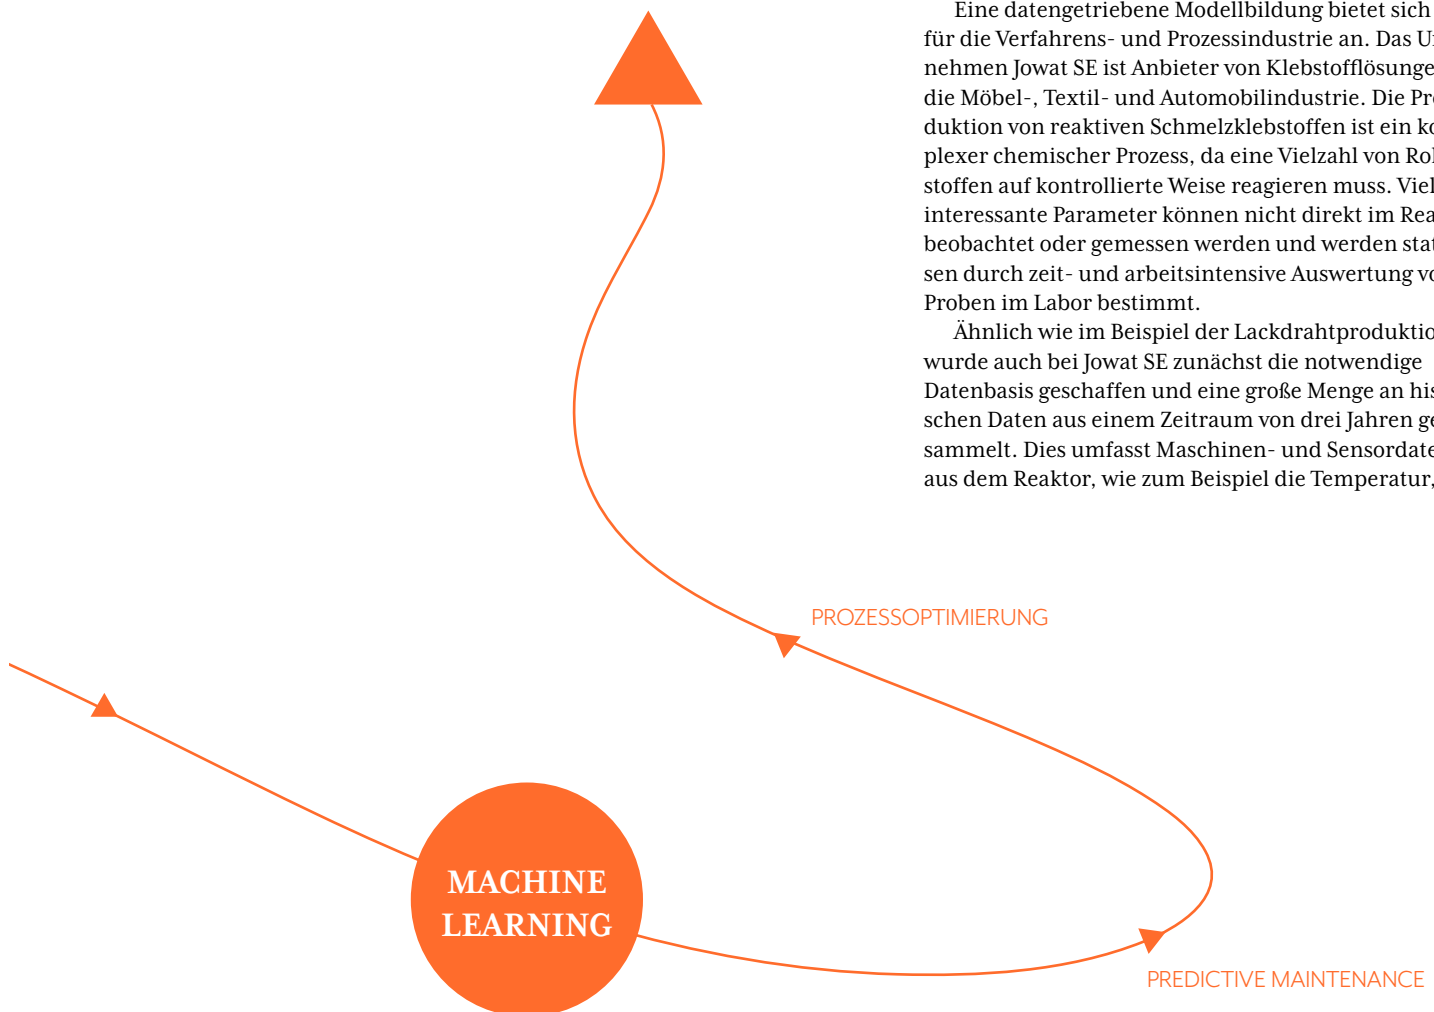 Eine datengetriebene Modellbildung bietet sich
für die Verfahrens- und Prozessindustrie an. Das
nehmen Jowat SE ist Anbieter von
die Möbel-, Textil- und Automobilindustrie. Die
duktion von reaktiven Schmelzklebstoffen ist ein
plexer chemischer Prozess, da eine Vielzahl von
stoffen auf kontrollierte Weise reagieren muss.
interessante Parameter können nicht direkt im
beobachtet oder gemessen werden und werden
sen durch zeit- und arbeitsintensive Auswertung
Proben im Labor bestimmt.
Ähnlich wie im Beispiel der
wurde auch bei Jowat SE zunächst die notwendige
Datenbasis geschaffen und eine große Menge an
schen Daten aus einem Zeitraum von drei Jahren ge
sammelt. Dies umfasst Maschinen- und
aus dem Reaktor, wie zum Beispiel die Temperatur,
PROZESSOPTIMIERUNG
MACHINE
LEARNING
PREDICTIVE MAINTENANCE